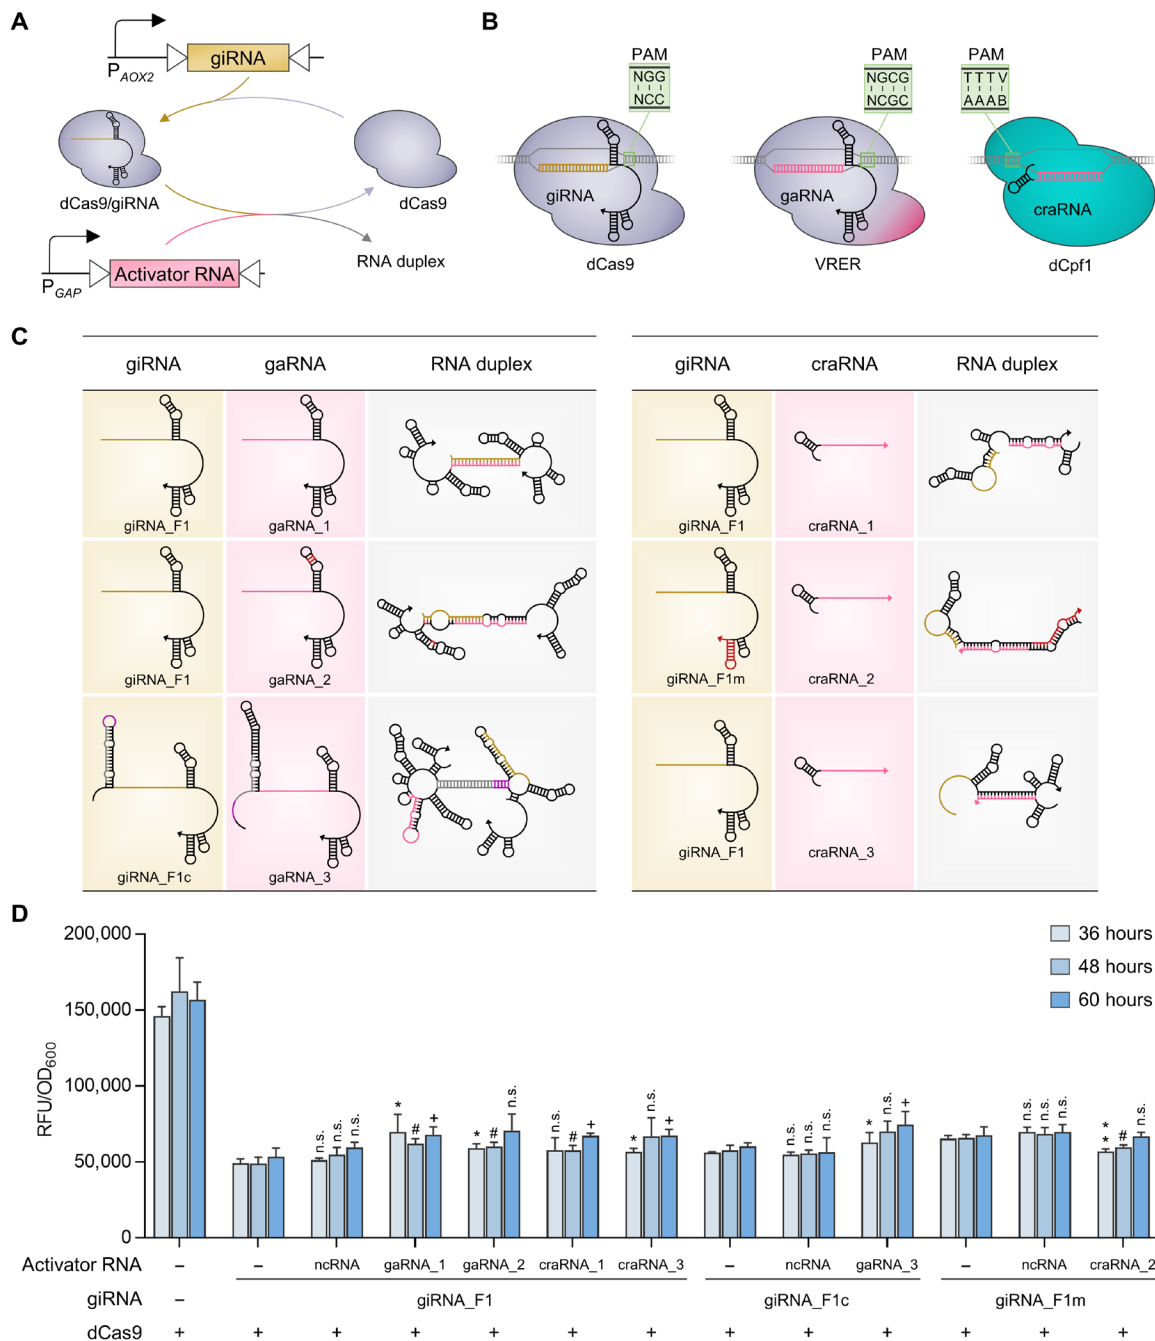 A
P_AOX2
giRNA
dCas9/giRNA
dCas9
P_GAP
Activator RNA
RNA duplex
B
PAM
NGG
NCC
giRNA
dCas9
PAM
NGCG
NCGC
gaRNA
VRER
PAM
TTTV
AAAB
craRNA
dCpf1
C
giRNA gaRNA RNA duplex
giRNA_F1 gaRNA_1
giRNA_F1 gaRNA_2
giRNA_F1c gaRNA_3
giRNA craRNA RNA duplex
giRNA_F1 craRNA_1
giRNA_F1m craRNA_2
giRNA_F1 craRNA_3
D
RFU/OD600
200,000
150,000
100,000
50,000
0
36 hours
48 hours
60 hours
n.s. n.s. n.s. * # + * # n.s. n.s. # + * n.s. + n.s. n.s. n.s. * n.s. + n.s. n.s. n.s. ** # n.s.
Activator RNA – – ncRNA gaRNA_1 gaRNA_2 craRNA_1 craRNA_3 – ncRNA gaRNA_3 – ncRNA craRNA_2
giRNA – giRNA_F1 giRNA_F1c giRNA_F1m
dCas9 + + + + + + + + + + + + +